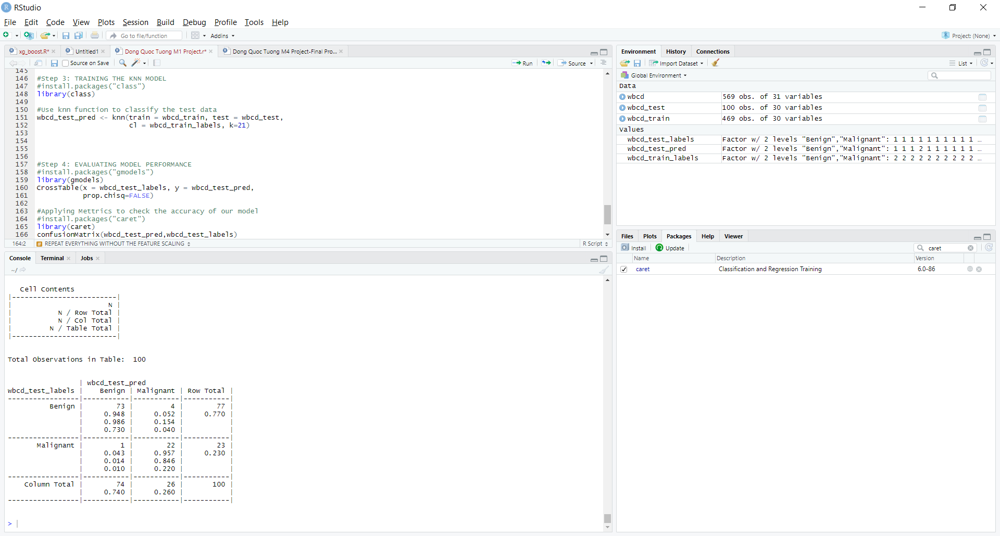 RStudio
File Edit Code View Plots Session Build Debug Profile Tools Help
Go to file/function Addins Project: (None)
xg_boost.R* Untitled1 Dong Quoc Tuong M1 Project.r* Dong Quoc Tuong M4 Project-Final Pro...
Source on Save Run Source
145
146 #Step 3: TRAINING THE KNN MODEL
147 #install.packages("class")
148 library(class)
149
150 #Use knn function to classify the test data
151 wbcd_test_pred <- knn(train = wbcd_train, test = wbcd_test,
152 cl = wbcd_train_labels, k=21)
153
154
155
156
157 #Step 4: EVALUATING MODEL PERFORMANCE
158 #install.packages("gmodels")
159 library(gmodels)
160 CrossTable(x = wbcd_test_labels, y = wbcd_test_pred,
161 prop.chisq=FALSE)
162
163 #Applying Mettrics to check the accuracy of our model
164 #install.packages("caret")
165 library(caret)
166 confusionMatrix(wbcd_test_pred,wbcd_test_labels)
164:2 # REPEAT EVERYTHING WITHOUT THE FEATURE SCALING R Script
Console Terminal Jobs
~/
Cell Contents
|-------------------------|
| N |
| N / Row Total |
| N / Col Total |
| N / Table Total |
|-------------------------|
Total Observations in Table: 100
| wbcd_test_pred
wbcd_test_labels | Benign | Malignant | Row Total |
-----------------|-----------|-----------|-----------|
Benign | 73 | 4 | 77 |
| 0.948 | 0.052 | 0.770 |
| 0.986 | 0.154 | |
| 0.730 | 0.040 | |
-----------------|-----------|-----------|-----------|
Malignant | 1 | 22 | 23 |
| 0.043 | 0.957 | 0.230 |
| 0.014 | 0.846 | |
| 0.010 | 0.220 | |
-----------------|-----------|-----------|-----------|
Column Total | 74 | 26 | 100 |
| 0.740 | 0.260 | |
-----------------|-----------|-----------|-----------|
>
Environment History Connections
Import Dataset List
Global Environment
Data
wbcd 569 obs. of 31 variables
wbcd_test 100 obs. of 30 variables
wbcd_train 469 obs. of 30 variables
Values
wbcd_test_labels Factor w/ 2 levels "Benign","Malignant": 1 1 1 1 1 1 1 1 1 1 …
wbcd_test_pred Factor w/ 2 levels "Benign","Malignant": 1 1 1 2 1 1 1 1 1 1 …
wbcd_train_labels Factor w/ 2 levels "Benign","Malignant": 2 2 2 2 2 2 2 2 2 2 …
Files Plots Packages Help Viewer
Install Update caret
Name Description Version
caret Classification and Regression Training 6.0-86